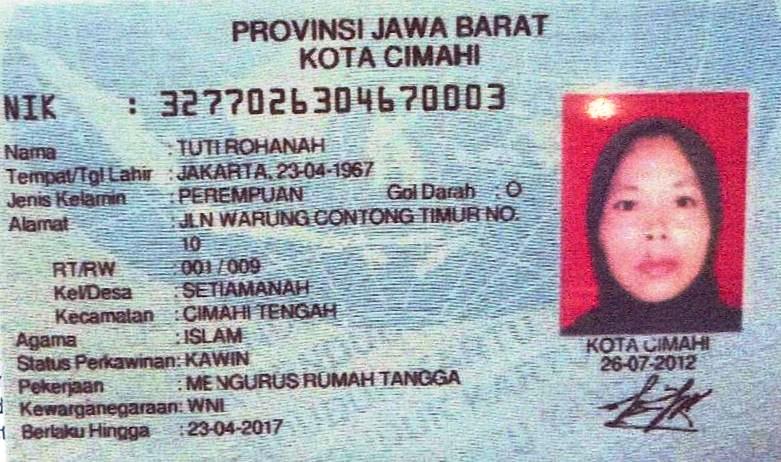 PROVINSI JAWA BARAT
KOTA CIMAHI
NIK : 3277026304670003
Nama : TUTI ROHANAH
Tempat/Tgl Lahir : JAKARTA, 23-04-1967
Jenis Kelamin : PEREMPUAN Gol Darah : O
Alamat : JLN WARUNG CONTONG TIMUR NO.
10
RT/RW : 001 / 009
Kel/Desa : SETIAMANAH
Kecamatan : CIMAHI TENGAH
Agama : ISLAM
Status Perkawinan: KAWIN
Pekerjaan : MENGURUS RUMAH TANGGA
Kewarganegaraan: WNI
Berlaku Hingga : 23-04-2017
KOTA CIMAHI
26-07-2012